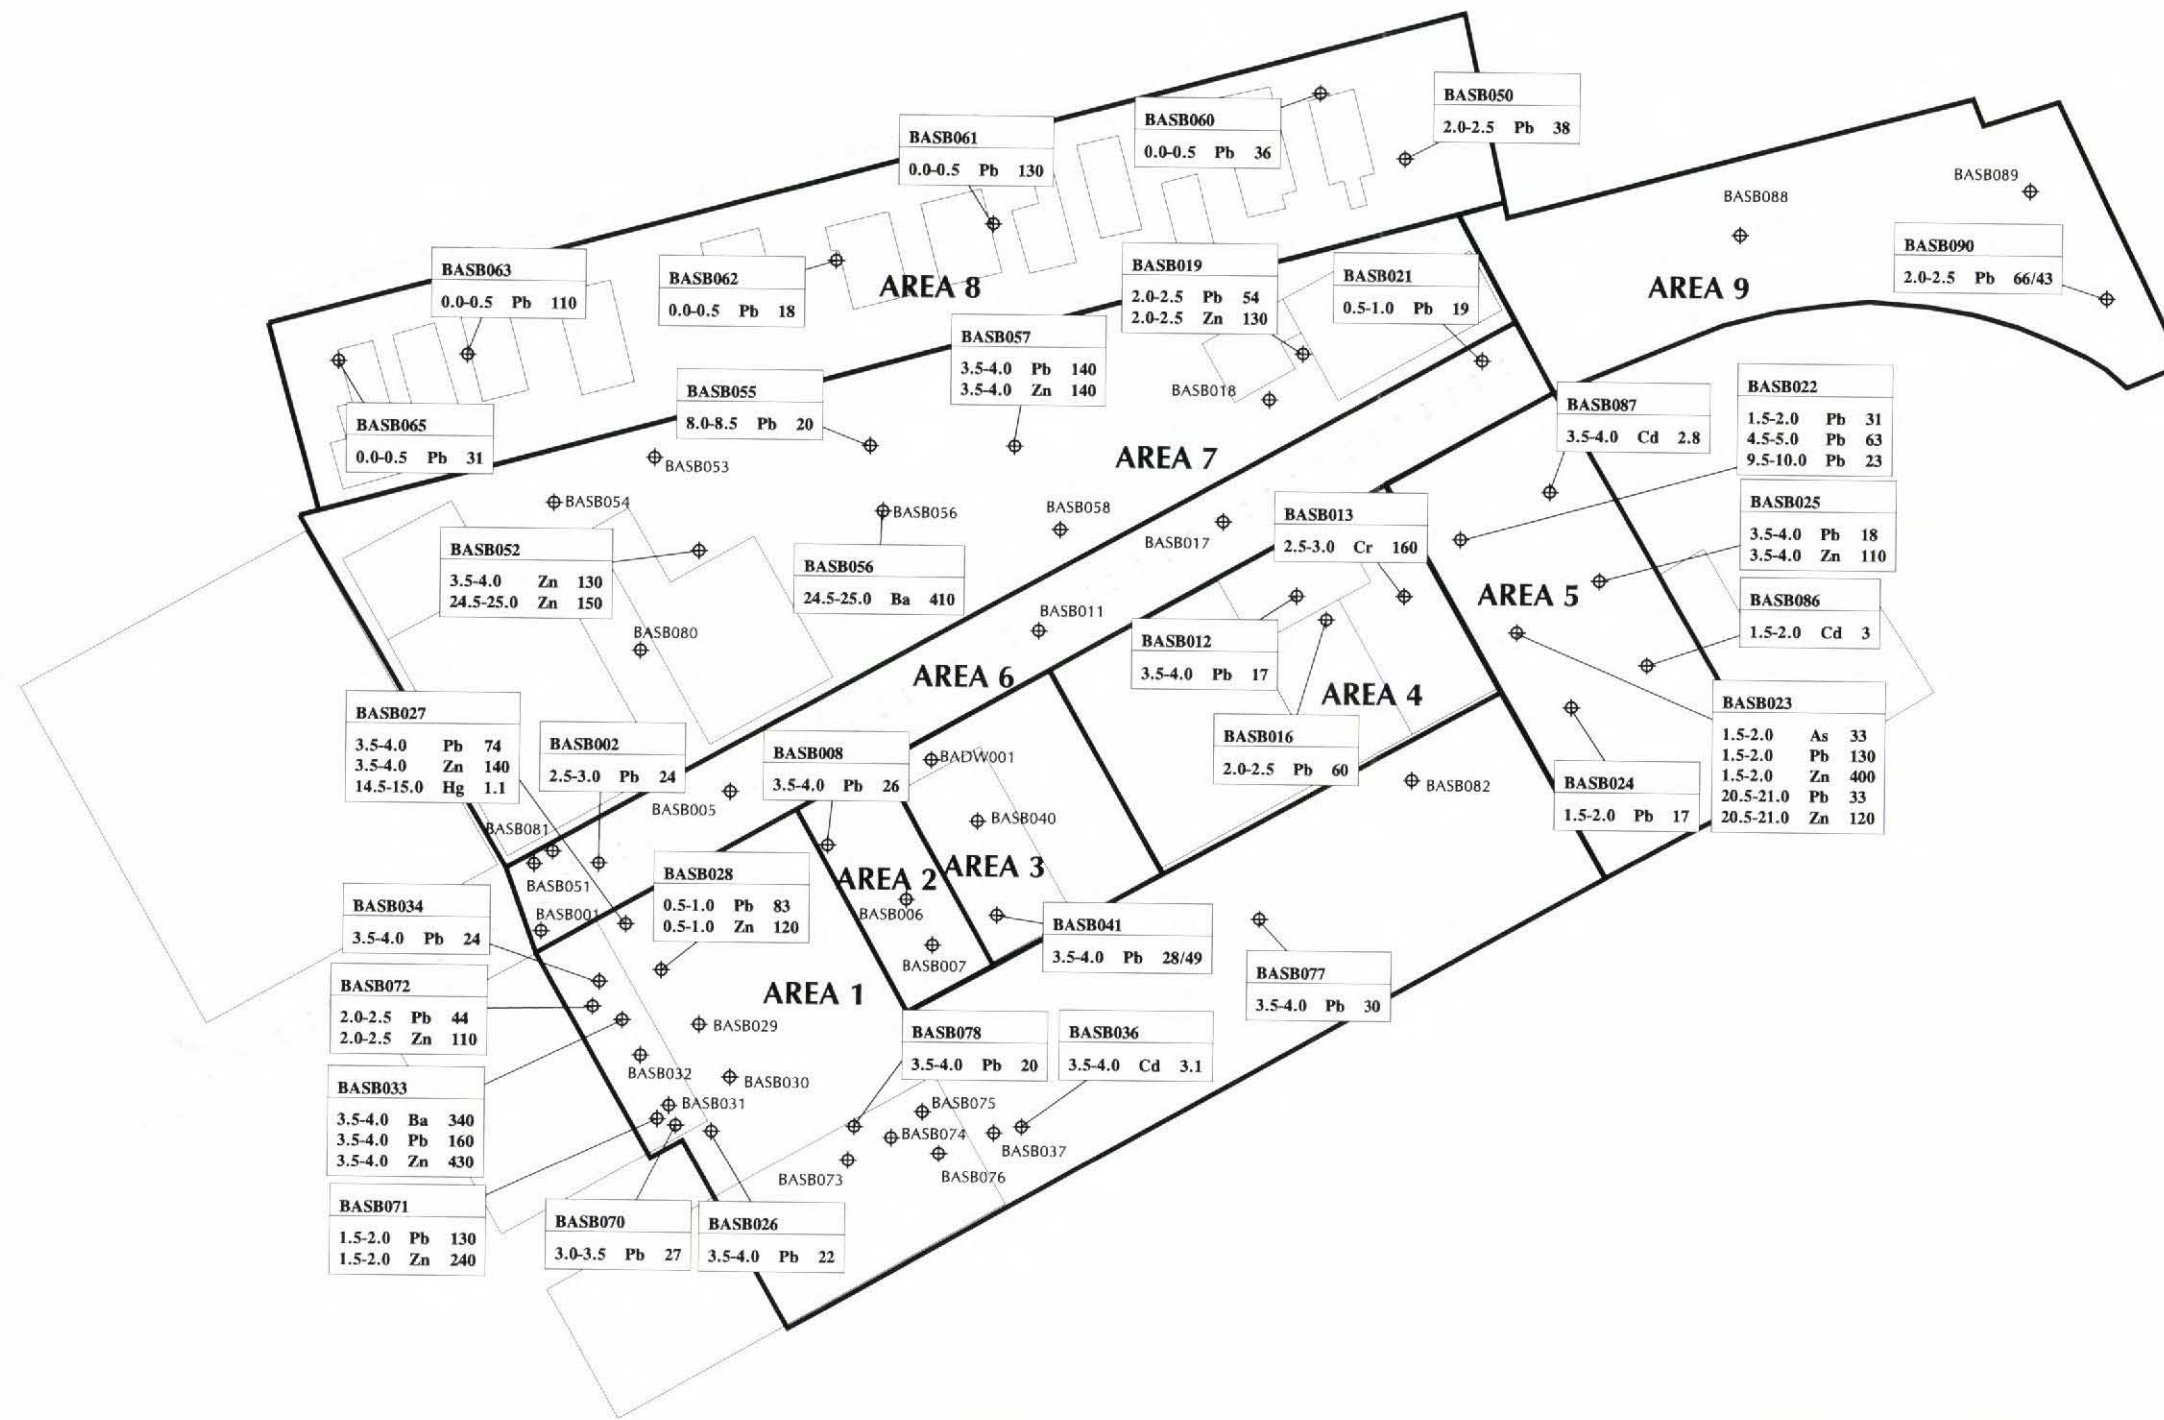 BASB050
2.0-2.5 Pb 38
BASB060
0.0-0.5 Pb 36
BASB061
0.0-0.5 Pb 130
BASB089
BASB088
BASB090
2.0-2.5 Pb 66/43
BASB063
0.0-0.5 Pb 110
BASB062
0.0-0.5 Pb 18
AREA 8
BASB019
2.0-2.5 Pb 54
2.0-2.5 Zn 130
BASB021
0.5-1.0 Pb 19
AREA 9
BASB057
3.5-4.0 Pb 140
3.5-4.0 Zn 140
BASB055
8.0-8.5 Pb 20
BASB018
BASB065
0.0-0.5 Pb 31
BASB053
AREA 7
BASB087
3.5-4.0 Cd 2.8
BASB022
1.5-2.0 Pb 31
4.5-5.0 Pb 63
9.5-10.0 Pb 23
BASB054
BASB056
BASB058
BASB017
BASB013
2.5-3.0 Cr 160
BASB025
3.5-4.0 Pb 18
3.5-4.0 Zn 110
BASB052
3.5-4.0 Zn 130
24.5-25.0 Zn 150
BASB056
24.5-25.0 Ba 410
AREA 5
BASB086
1.5-2.0 Cd 3
BASB080
BASB011
BASB012
3.5-4.0 Pb 17
AREA 6
AREA 4
BASB027
3.5-4.0 Pb 74
3.5-4.0 Zn 140
14.5-15.0 Hg 1.1
BASB002
2.5-3.0 Pb 24
BASB008
3.5-4.0 Pb 26
BADW001
BASB016
2.0-2.5 Pb 60
BASB082
BASB024
1.5-2.0 Pb 17
BASB023
1.5-2.0 As 33
1.5-2.0 Pb 130
1.5-2.0 Zn 400
20.5-21.0 Pb 33
20.5-21.0 Zn 120
BASB005
BASB081
BASB040
BASB051
BASB028
0.5-1.0 Pb 83
0.5-1.0 Zn 120
AREA 2
AREA 3
BASB006
BASB034
3.5-4.0 Pb 24
BASB001
BASB041
3.5-4.0 Pb 28/49
BASB007
BASB077
3.5-4.0 Pb 30
BASB072
2.0-2.5 Pb 44
2.0-2.5 Zn 110
AREA 1
BASB029
BASB078
3.5-4.0 Pb 20
BASB036
3.5-4.0 Cd 3.1
BASB032
BASB030
BASB033
3.5-4.0 Ba 340
3.5-4.0 Pb 160
3.5-4.0 Zn 430
BASB031
BASB075
BASB074
BASB037
BASB073
BASB076
BASB071
1.5-2.0 Pb 130
1.5-2.0 Zn 240
BASB070
3.0-3.5 Pb 27
BASB026
3.5-4.0 Pb 22